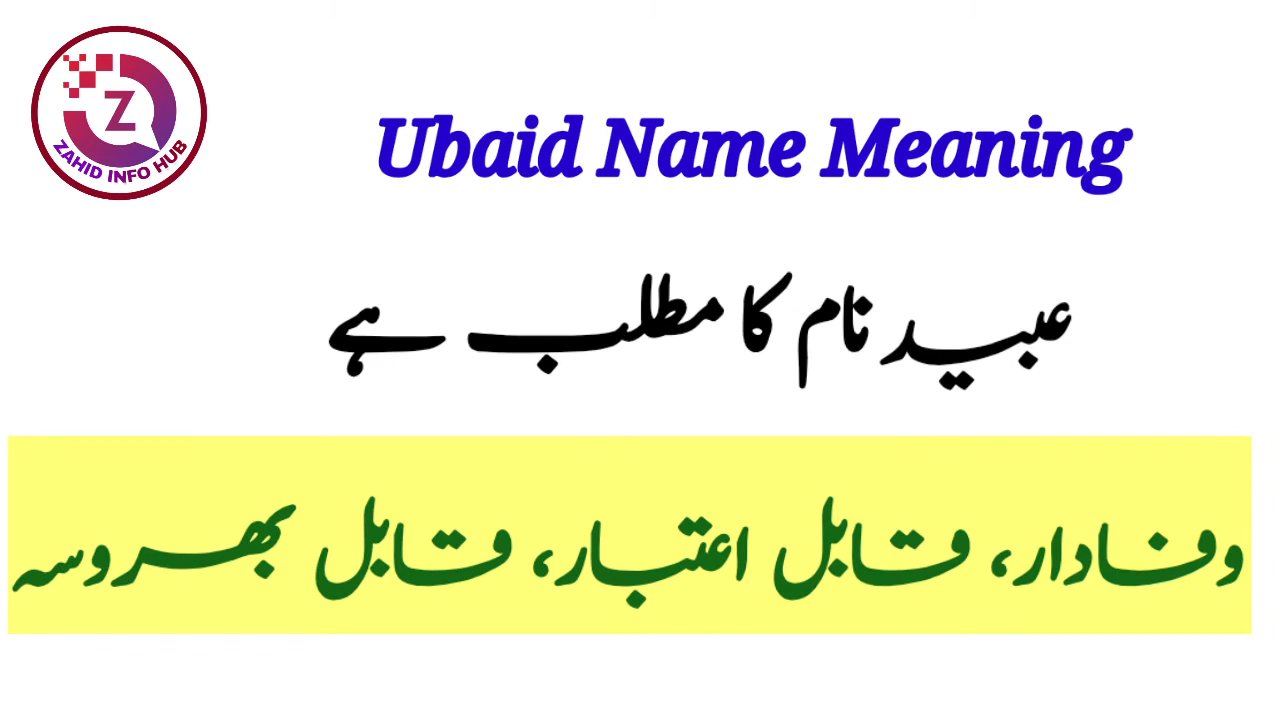 Z
ZAHID INFO HUB
Ubaid Name Meaning
عبید نام کا مطلب ہے
وفادار، قابل اعتبار، قابل بھروسہ